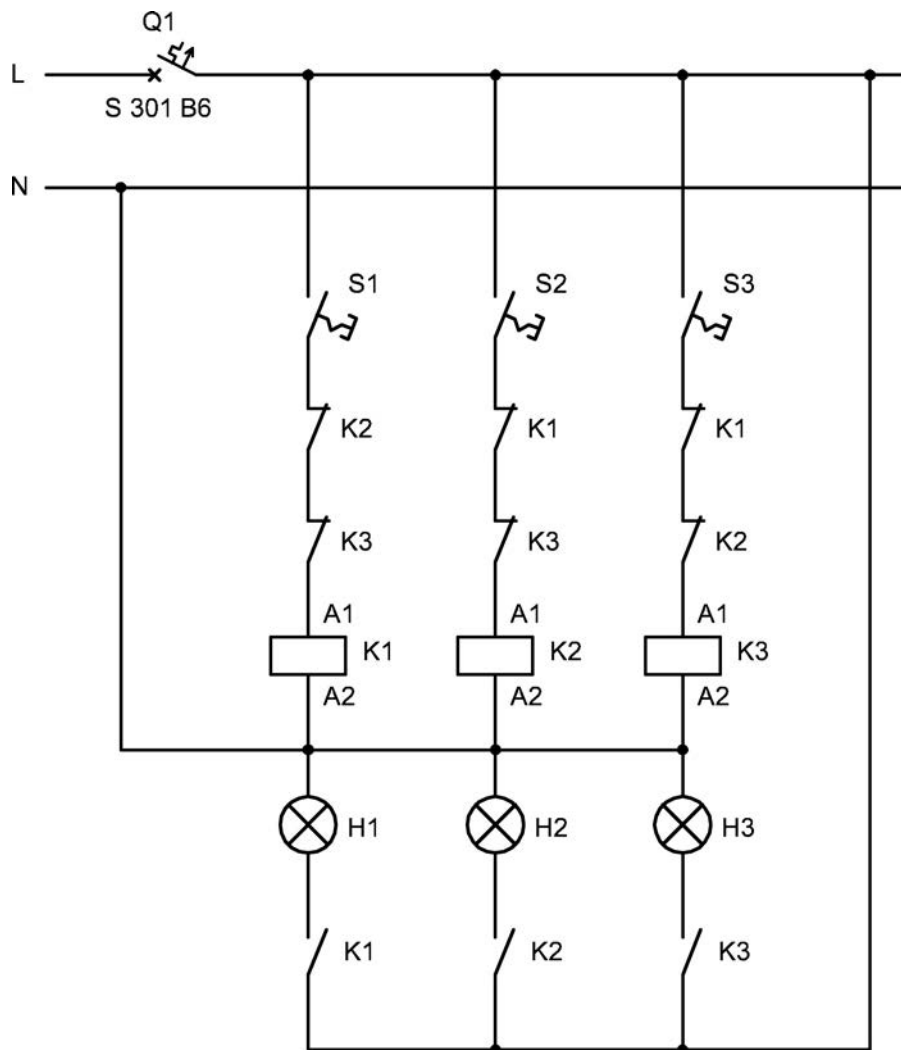 Q1
L
S 301 B6
N
S1 S2 S3
K2 K1 K1
K3 K3 K2
A1 A1 A1
K1 K2 K3
A2 A2 A2
H1 H2 H3
K1 K2 K3